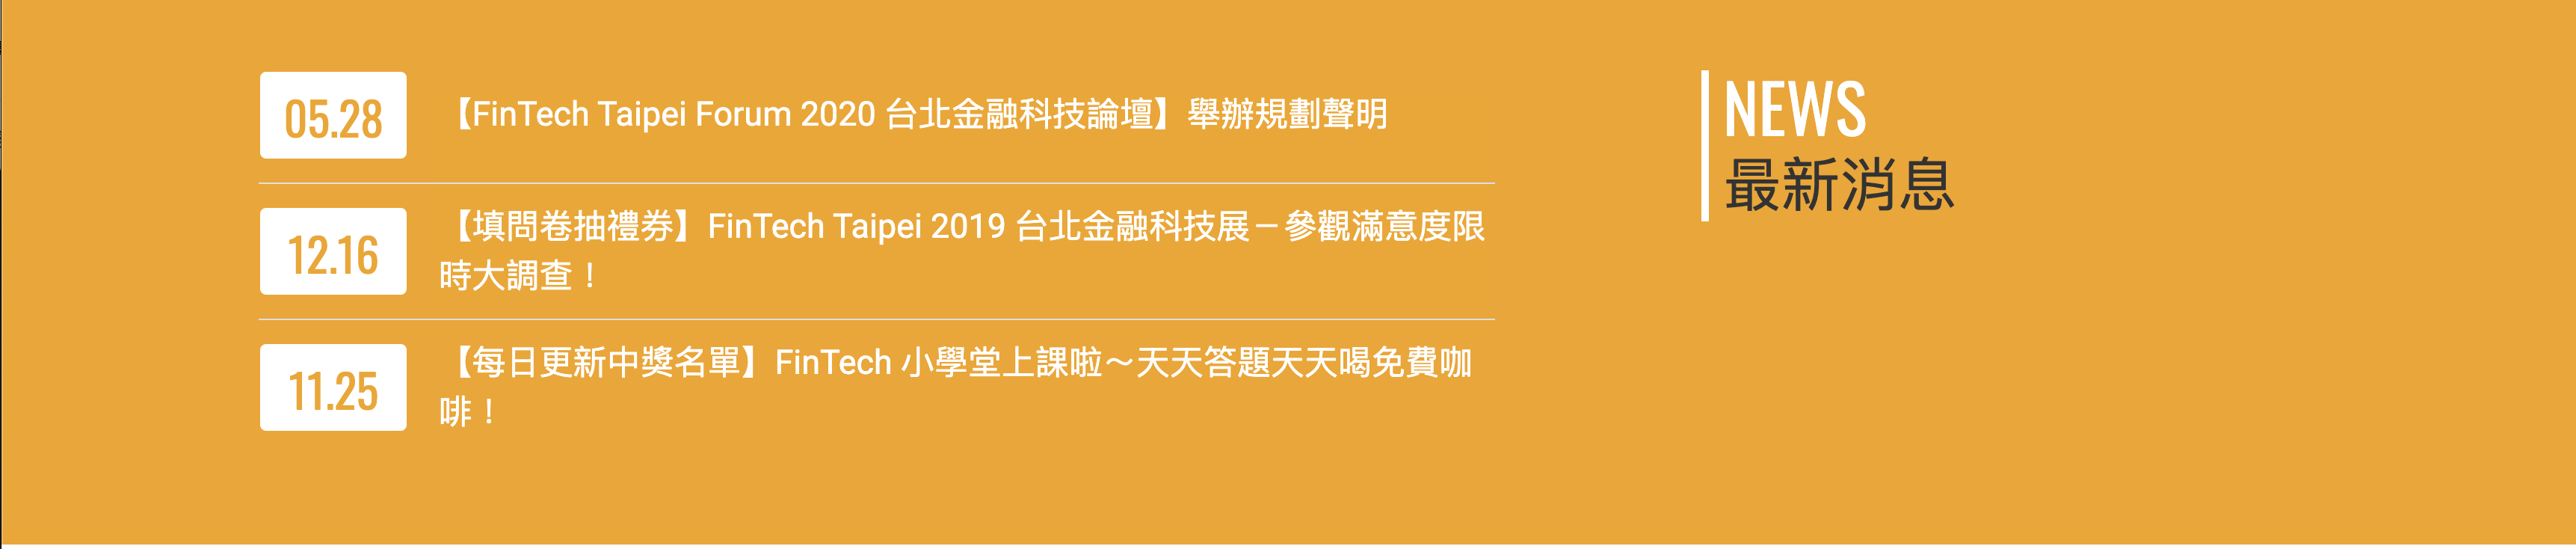 05.28
【FinTech Taipei Forum 2020 台北金融科技論壇】舉辦規劃聲明
12.16
【填問卷抽禮券】FinTech Taipei 2019 台北金融科技展－參觀滿意度限
時大調查！
11.25
【每日更新中獎名單】FinTech 小學堂上課啦～天天答題天天喝免費咖
啡！
NEWS
最新消息